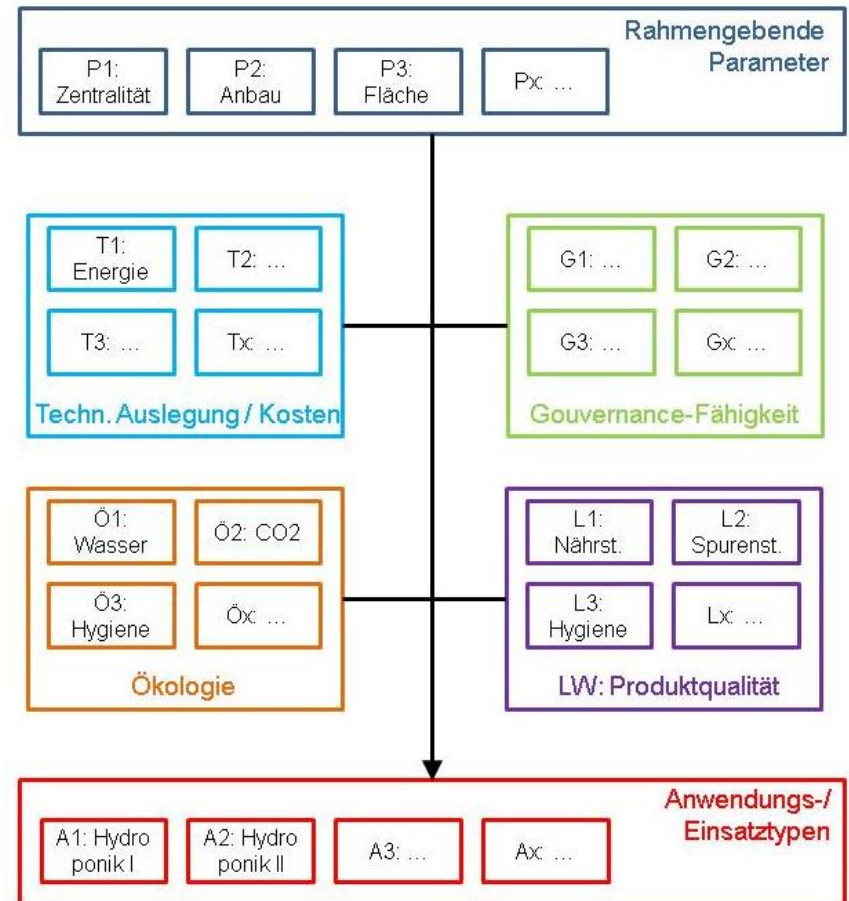 Rahmengebende
Parameter
P1:
Zentralität
P2:
Anbau
P3:
Fläche
Px: ...
T1:
Energie
T2: ...
T3: ...
Tx: ...
Techn. Auslegung / Kosten
G1: ...
G2: ...
G3: ...
Gx: ...
Gouvernance-Fähigkeit
Ö1:
Wasser
Ö2: CO2
Ö3:
Hygiene
Öx: ...
Ökologie
L1:
Nährst.
L2:
Spurenst.
L3:
Hygiene
Lx: ...
LW: Produktqualität
Anwendungs-/
Einsatztypen
A1: Hydro
ponik I
A2: Hydro
ponik II
A3: ...
Ax: ...